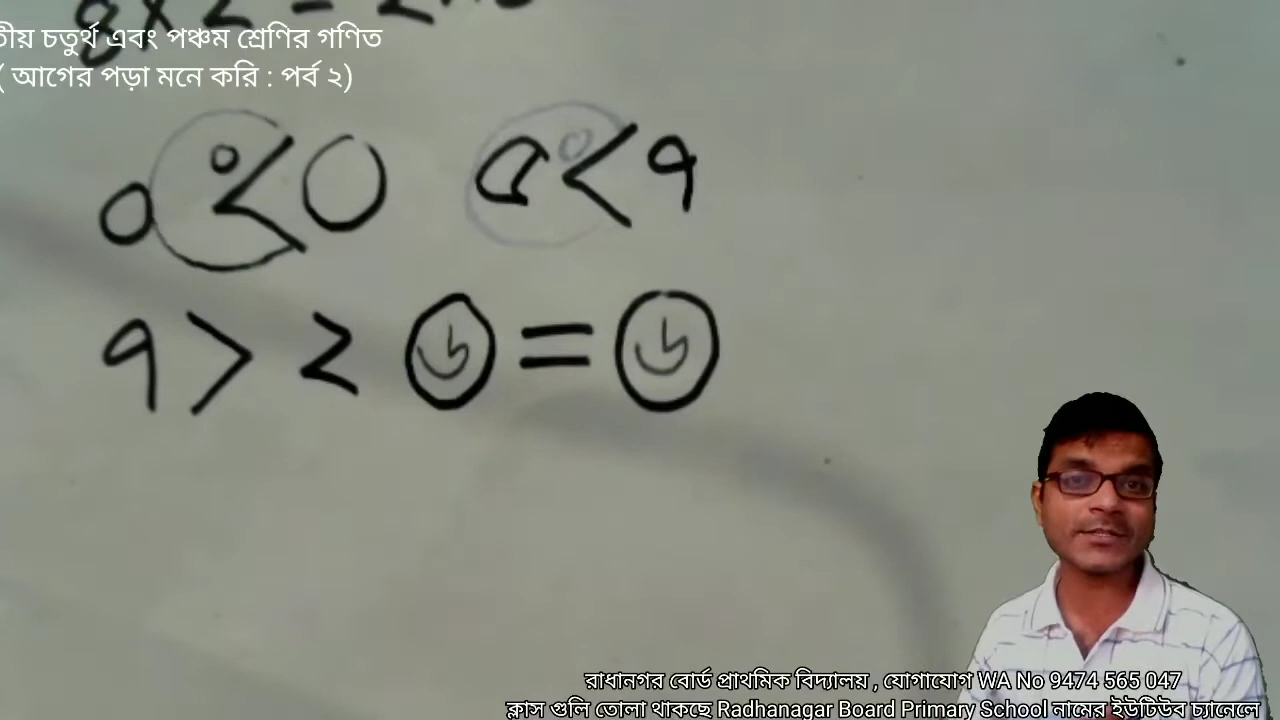 তীয় চতুর্থ এবং পঞ্চম শ্রেণির গণিত
( আগের পড়া মনে করি : পর্ব ২)
০ < ০ ৫ < ৭
৭ > ২ ৬ = ৬
রাধানগর বোর্ড প্রাথমিক বিদ্যালয় , যোগাযোগ WA No 9474 565 047
ক্লাস গুলি তোলা থাকছে Radhanagar Board Primary School নামের ইউটিউব চ্যানেলে